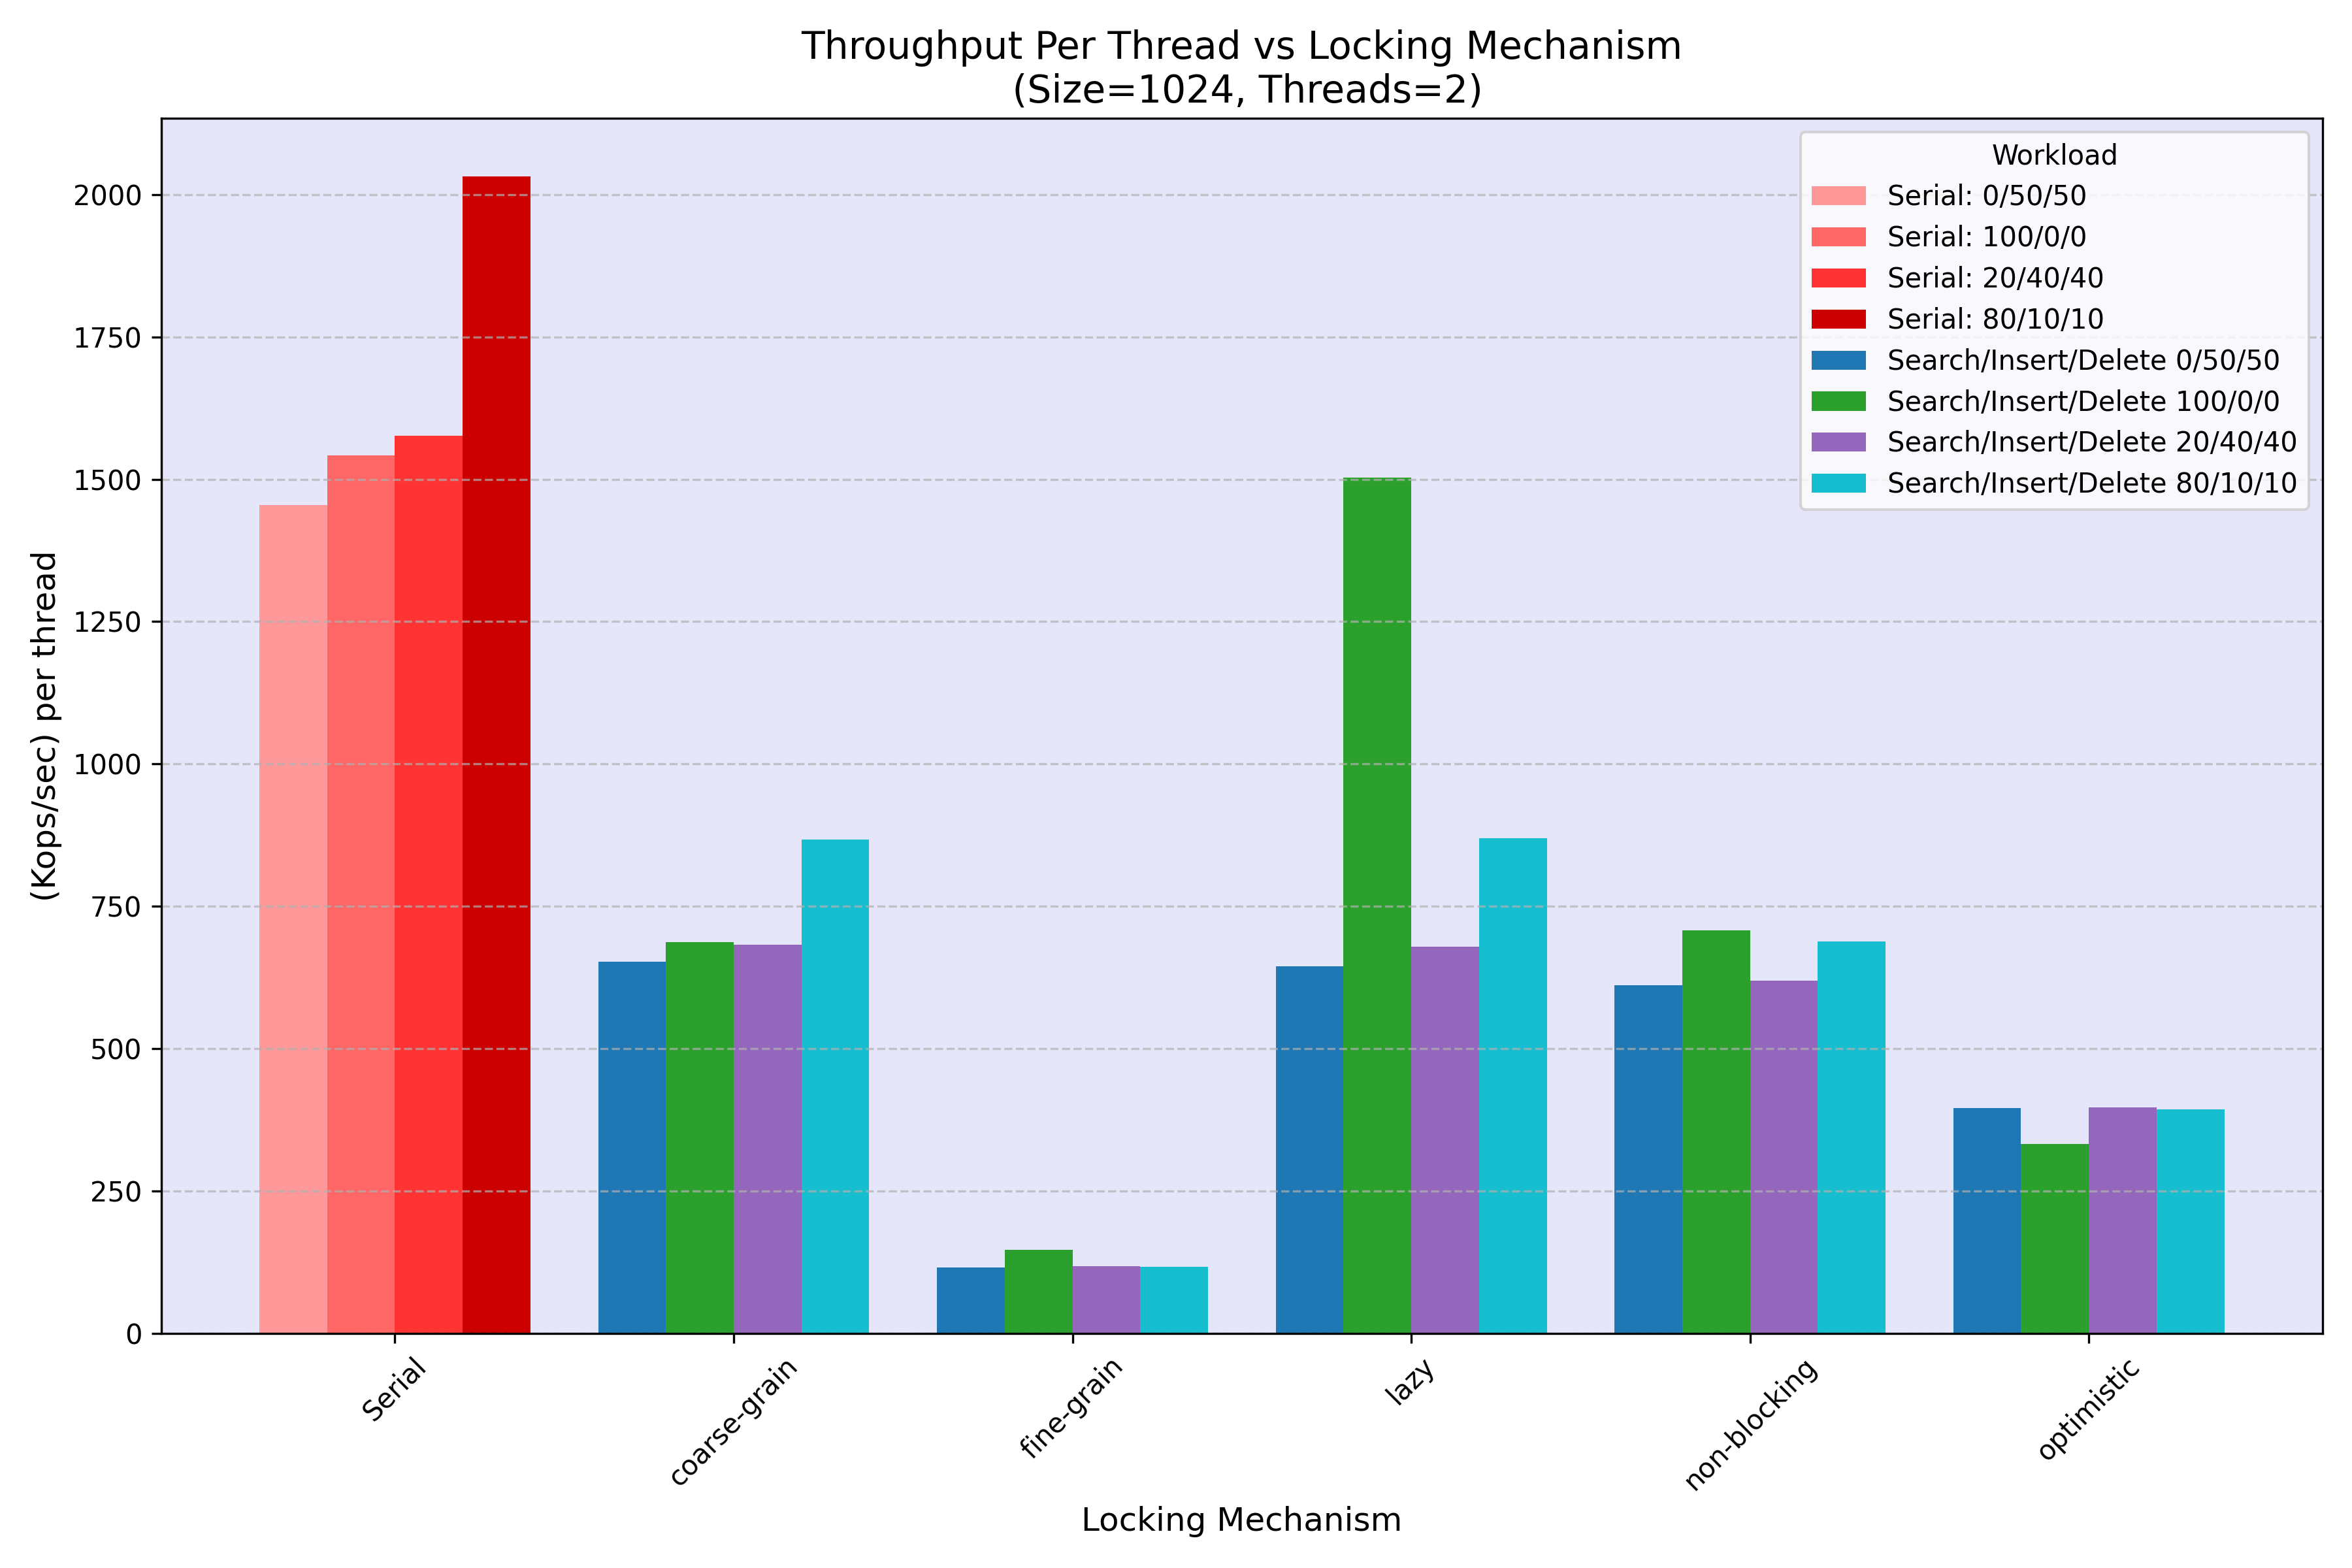 Throughput Per Thread vs Locking Mechanism
(Size=1024, Threads=2)
Workload
Serial: 0/50/50
Serial: 100/0/0
Serial: 20/40/40
Serial: 80/10/10
Search/Insert/Delete 0/50/50
Search/Insert/Delete 100/0/0
Search/Insert/Delete 20/40/40
Search/Insert/Delete 80/10/10
(Kops/sec) per thread
2000
1750
1500
1250
1000
750
500
250
0
Serial
coarse-grain
fine-grain
lazy
non-blocking
optimistic
Locking Mechanism